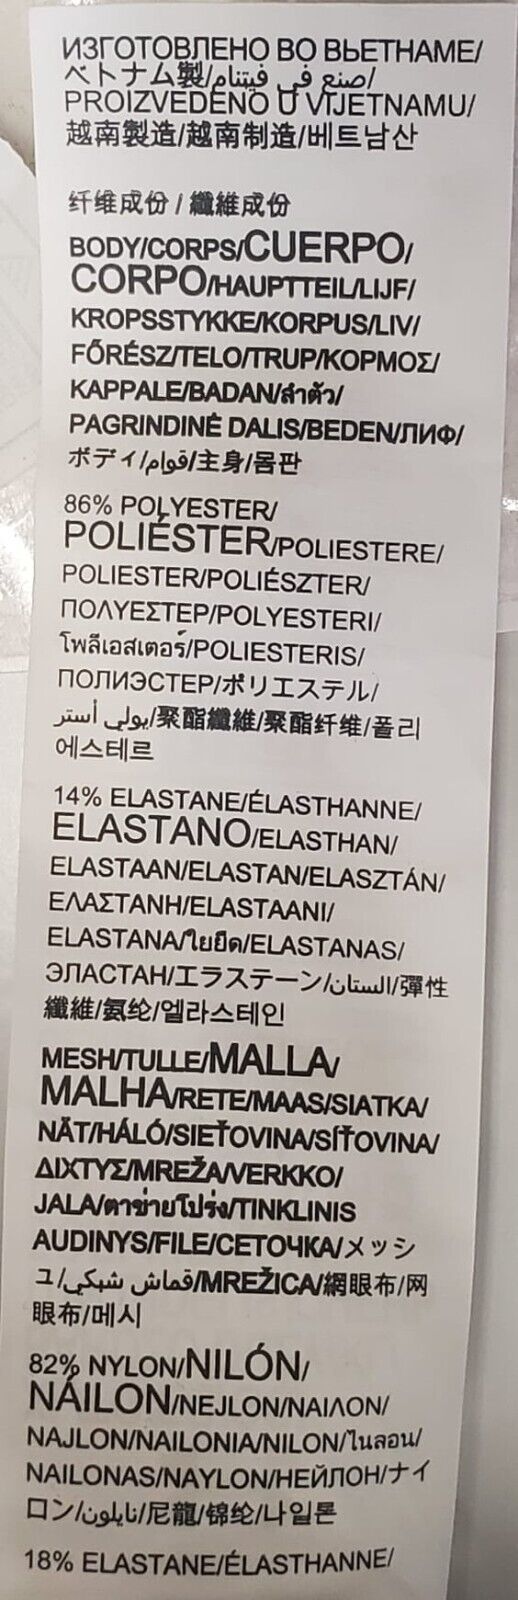 ИЗГОТОВЛЕНО ВО ВЬЕТНАМЕ/
ベトナム製/صنع في فيتنام/
PROIZVEDENO U VIJETNAMU/
越南製造/越南制造/베트남산
纤维成份 / 纖維成份
BODY/CORPS/CUERPO/
CORPO/HAUPTTEIL/LIJF/
KROPSSTYKKE/KORPUS/LIV/
FŐRÉSZ/TELO/TRUP/ΚΟΡΜΟΣ/
KAPPALE/BADAN/ลำตัว/
PAGRINDINĖ DALIS/BEDEN/ЛИФ/
ボディ/قوام/主身/몸판
86% POLYESTER/
POLIÉSTER/POLIESTERE/
POLIESTER/POLIÉSZTER/
ΠΟΛΥΕΣΤΕΡ/POLYESTERI/
โพลีเอสเตอร์/POLIESTERIS/
ПОЛИЭСТЕР/ポリエステル/
بولي أستر/聚酯纖維/聚酯纤维/폴리
에스테르
14% ELASTANE/ÉLASTHANNE/
ELASTANO/ELASTHAN/
ELASTAAN/ELASTAN/ELASZTÁN/
ΕΛΑΣΤΑΝΗ/ELASTAANI/
ELASTANA/ใยยืด/ELASTANAS/
ЭЛАСТАН/エラステーン/الستان/彈性
纖維/氨纶/엘라스테인
MESH/TULLE/MALLA/
MALHA/RETE/MAAS/SIATKA/
NÄT/HÁLÓ/SIEŤOVINA/SÍŤOVINA/
ΔΙΧΤΥΣ/MREŽA/VERKKO/
JALA/ตาข่ายโปร่ง/TINKLINIS
AUDINYS/FILE/СЕТОЧКА/メッシ
ュ/قماش شبكي/MREŽICA/網眼布/网
眼布/메시
82% NYLON/NILÓN/
NÁILON/NEJLON/ΝΑΙΛΟΝ/
NAJLON/NAILONIA/NILON/ไนลอน/
NAILONAS/NAYLON/НЕЙЛОН/ナイ
ロン/نايلون/尼龍/锦纶/나일론
18% ELASTANE/ÉLASTHANNE/